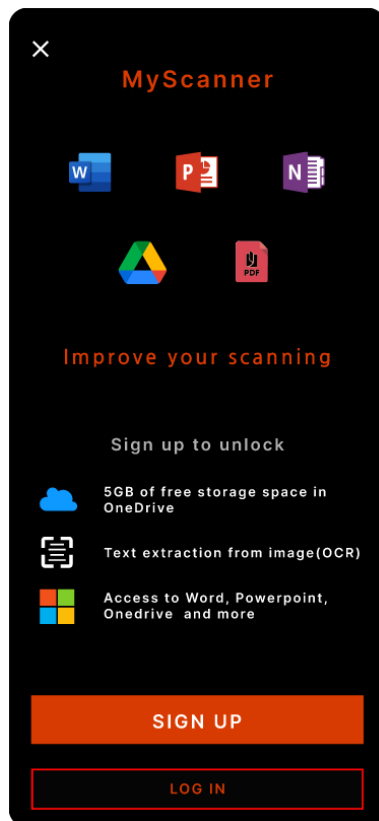 MyScanner
W
P
N
PDF
Improve your scanning
Sign up to unlock
5GB of free storage space in
OneDrive
Text extraction from image(OCR)
Access to Word, Powerpoint,
Onedrive  and more
SIGN UP
LOG IN